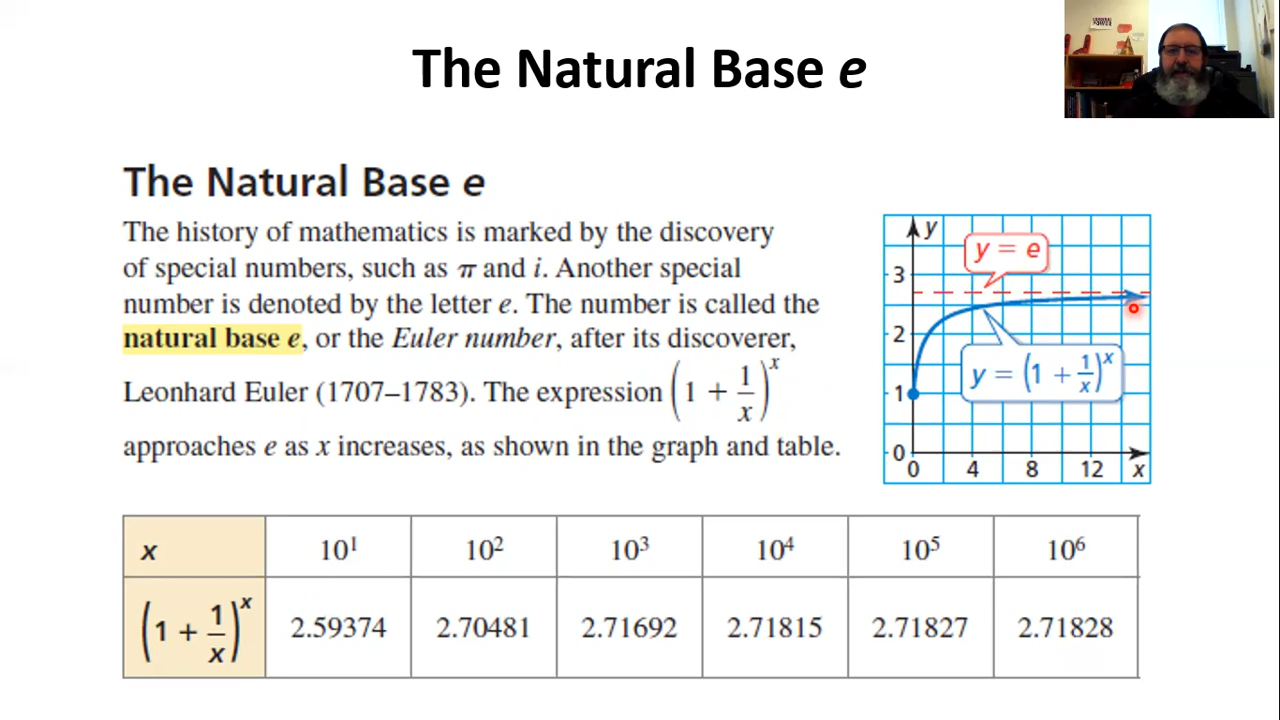 The Natural Base e
The Natural Base e
The history of mathematics is marked by the discovery
of special numbers, such as π and i. Another special
number is denoted by the letter e. The number is called the
natural base e, or the Euler number, after its discoverer,
Leonhard Euler (1707–1783). The expression (1 + 1/x)^x
approaches e as x increases, as shown in the graph and table.
y
y = e
3
2
y = (1 + 1/x)^x
1
0
0 4 8 12 x
x 10¹ 10² 10³ 10⁴ 10⁵ 10⁶
(1 + 1/x)^x 2.59374 2.70481 2.71692 2.71815 2.71827 2.71828